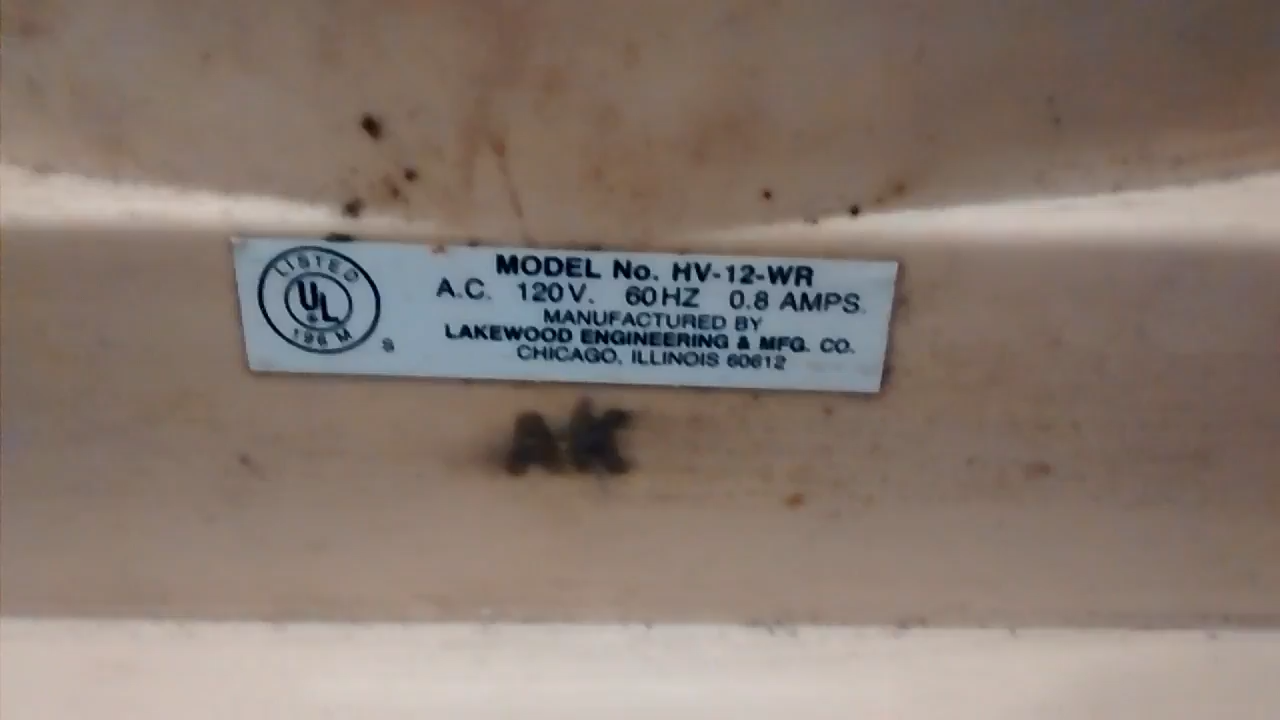 LISTED
UL
®
196 M
S
MODEL No. HV-12-WR
A.C. 120V. 60HZ 0.8 AMPS.
MANUFACTURED BY
LAKEWOOD ENGINEERING & MFG. CO.
CHICAGO, ILLINOIS 60612
AK